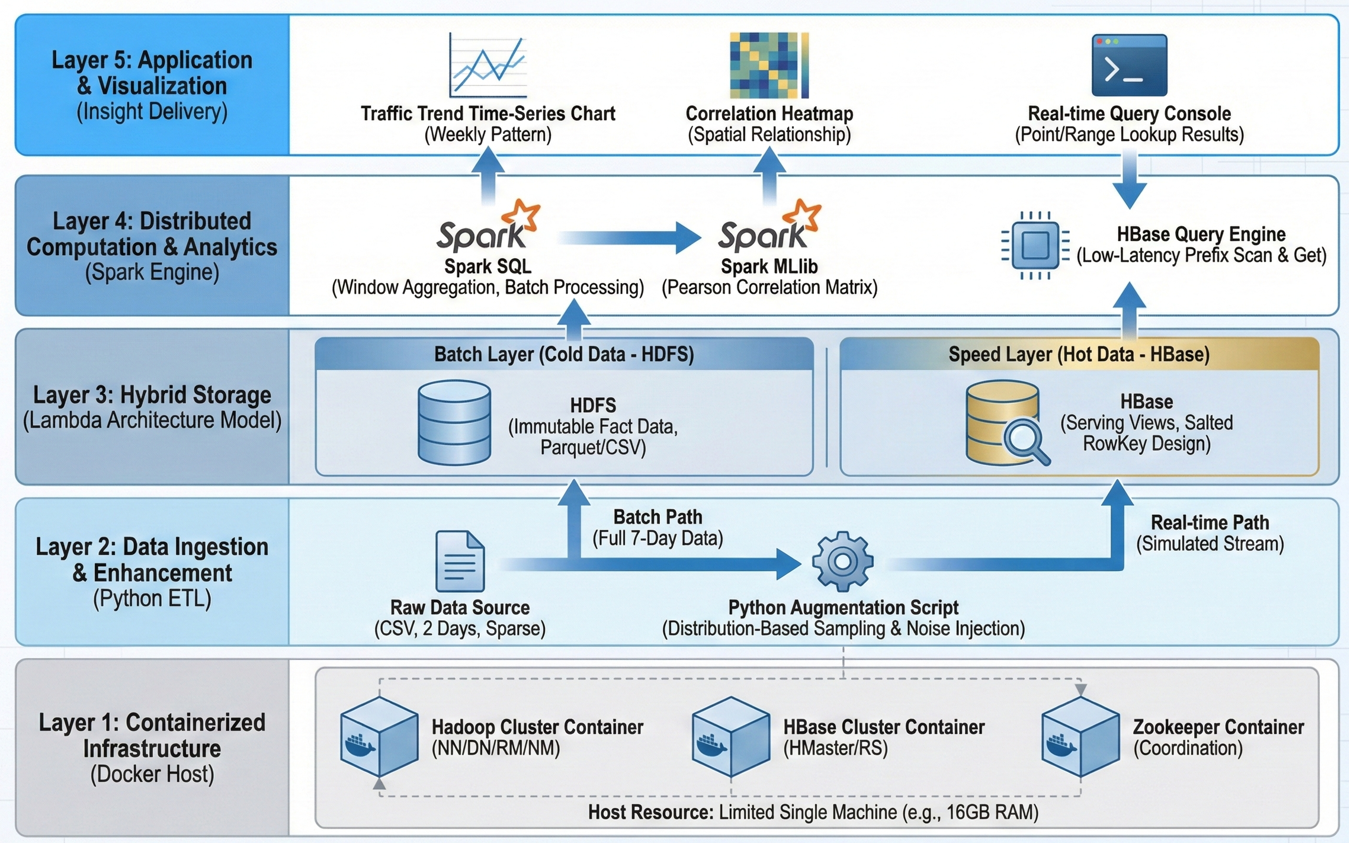 Layer 5: Application
& Visualization
(Insight Delivery)
Traffic Trend Time-Series Chart
(Weekly Pattern)
Correlation Heatmap
(Spatial Relationship)
Real-time Query Console
(Point/Range Lookup Results)
Layer 4: Distributed
Computation & Analytics
(Spark Engine)
Spark
Spark SQL
(Window Aggregation, Batch Processing)
Spark
Spark MLlib
(Pearson Correlation Matrix)
HBase Query Engine
(Low-Latency Prefix Scan & Get)
Layer 3: Hybrid Storage
(Lambda Architecture Model)
Batch Layer (Cold Data - HDFS)
HDFS
(Immutable Fact Data,
Parquet/CSV)
Speed Layer (Hot Data - HBase)
HBase
(Serving Views, Salted
RowKey Design)
Layer 2: Data Ingestion
& Enhancement
(Python ETL)
Raw Data Source
(CSV, 2 Days, Sparse)
Batch Path
(Full 7-Day Data)
Python Augmentation Script
(Distribution-Based Sampling & Noise Injection)
Real-time Path
(Simulated Stream)
Layer 1: Containerized
Infrastructure
(Docker Host)
Hadoop Cluster Container
(NN/DN/RM/NM)
HBase Cluster Container
(HMaster/RS)
Zookeeper Container
(Coordination)
Host Resource: Limited Single Machine (e.g., 16GB RAM)